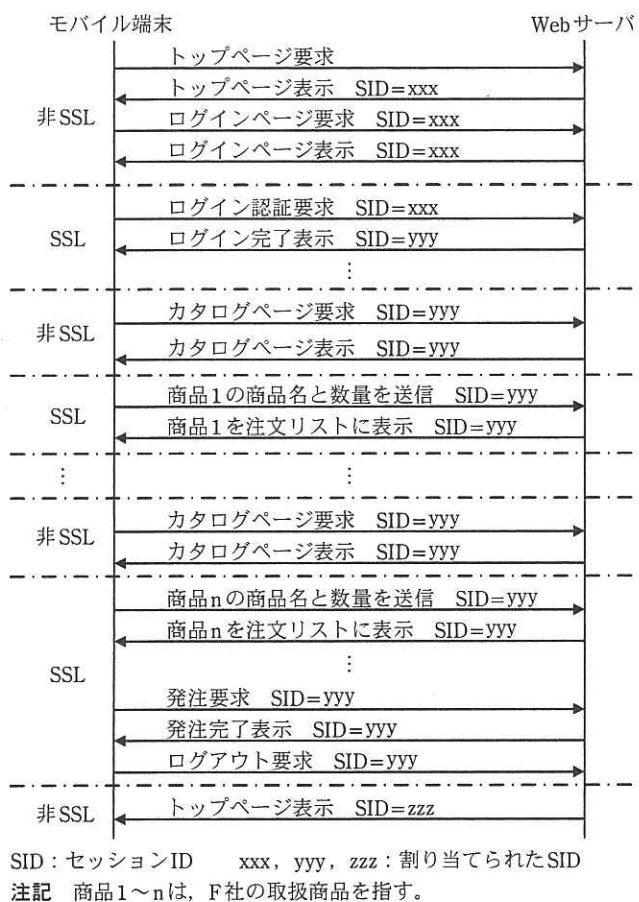 モバイル端末 Webサーバ
トップページ要求
トップページ表示 SID=xxx
非SSL
ログインページ要求 SID=xxx
ログインページ表示 SID=xxx
ログイン認証要求 SID=xxx
SSL
ログイン完了表示 SID=yyy
⋮
カタログページ要求 SID=yyy
非SSL
カタログページ表示 SID=yyy
商品1の商品名と数量を送信 SID=yyy
SSL
商品1を注文リストに表示 SID=yyy
⋮ ⋮
カタログページ要求 SID=yyy
非SSL
カタログページ表示 SID=yyy
商品nの商品名と数量を送信 SID=yyy
商品nを注文リストに表示 SID=yyy
⋮
SSL
発注要求 SID=yyy
発注完了表示 SID=yyy
ログアウト要求 SID=yyy
非SSL トップページ表示 SID=zzz
SID:セッションID xxx,yyy,zzz:割り当てられたSID
注記 商品1~nは,F社の取扱商品を指す。